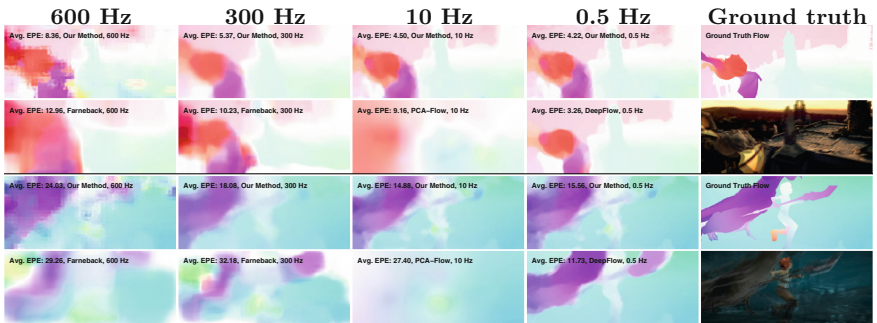 600 Hz 300 Hz 10 Hz 0.5 Hz Ground truth
Avg. EPE: 8.36, Our Method, 600 Hz Avg. EPE: 5.37, Our Method, 300 Hz Avg. EPE: 4.50, Our Method, 10 Hz Avg. EPE: 4.22, Our Method, 0.5 Hz Ground Truth Flow
Avg. EPE: 12.96, Farneback, 600 Hz Avg. EPE: 10.23, Farneback, 300 Hz Avg. EPE: 9.16, PCA-Flow, 10 Hz Avg. EPE: 3.26, DeepFlow, 0.5 Hz
Avg. EPE: 24.03, Our Method, 600 Hz Avg. EPE: 18.08, Our Method, 300 Hz Avg. EPE: 14.88, Our Method, 10 Hz Avg. EPE: 15.56, Our Method, 0.5 Hz Ground Truth Flow
Avg. EPE: 29.26, Farneback, 600 Hz Avg. EPE: 32.18, Farneback, 300 Hz Avg. EPE: 27.40, PCA-Flow, 10 Hz Avg. EPE: 11.73, DeepFlow, 0.5 Hz